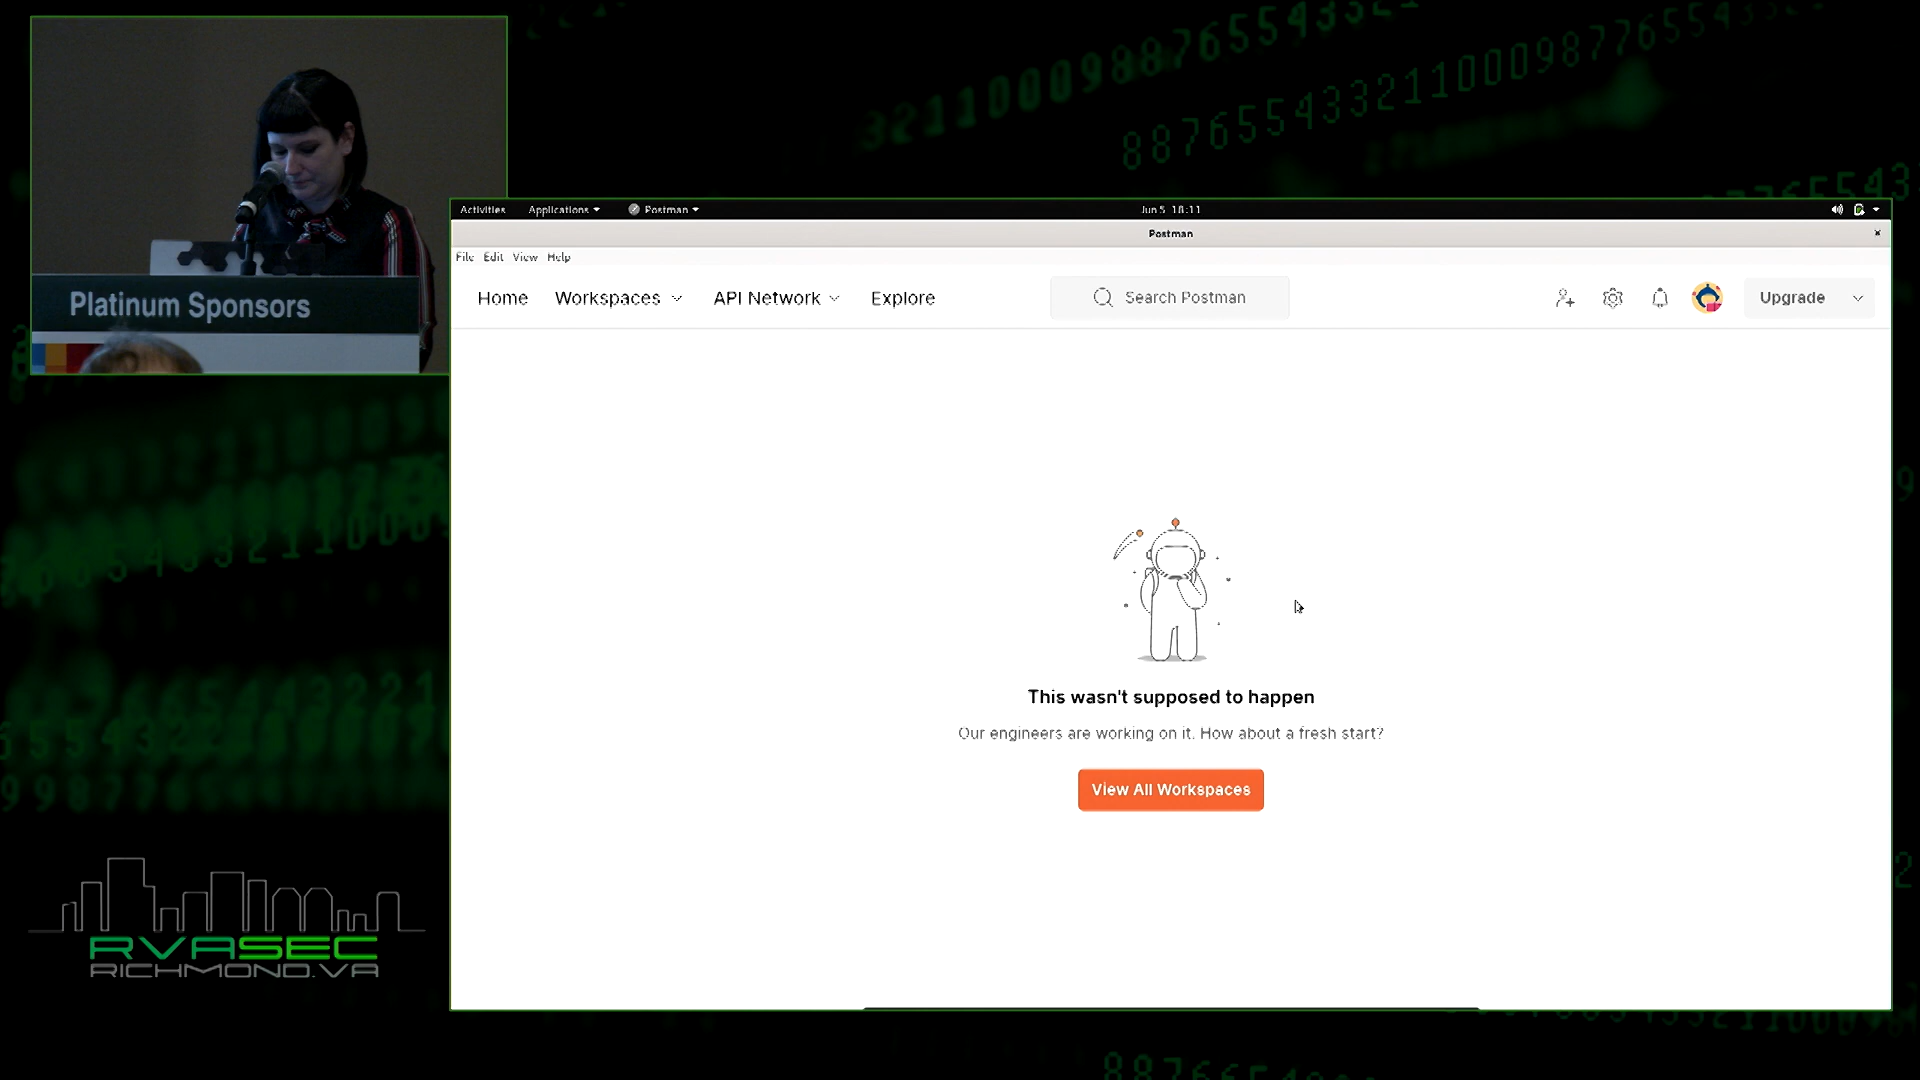 Platinum Sponsors
Activities Applications Postman Jun 5 18:11
Postman
File Edit View Help
Home Workspaces API Network Explore Search Postman Upgrade
This wasn't supposed to happen
Our engineers are working on it. How about a fresh start?
View All Workspaces
RVASEC
RICHMOND.VA